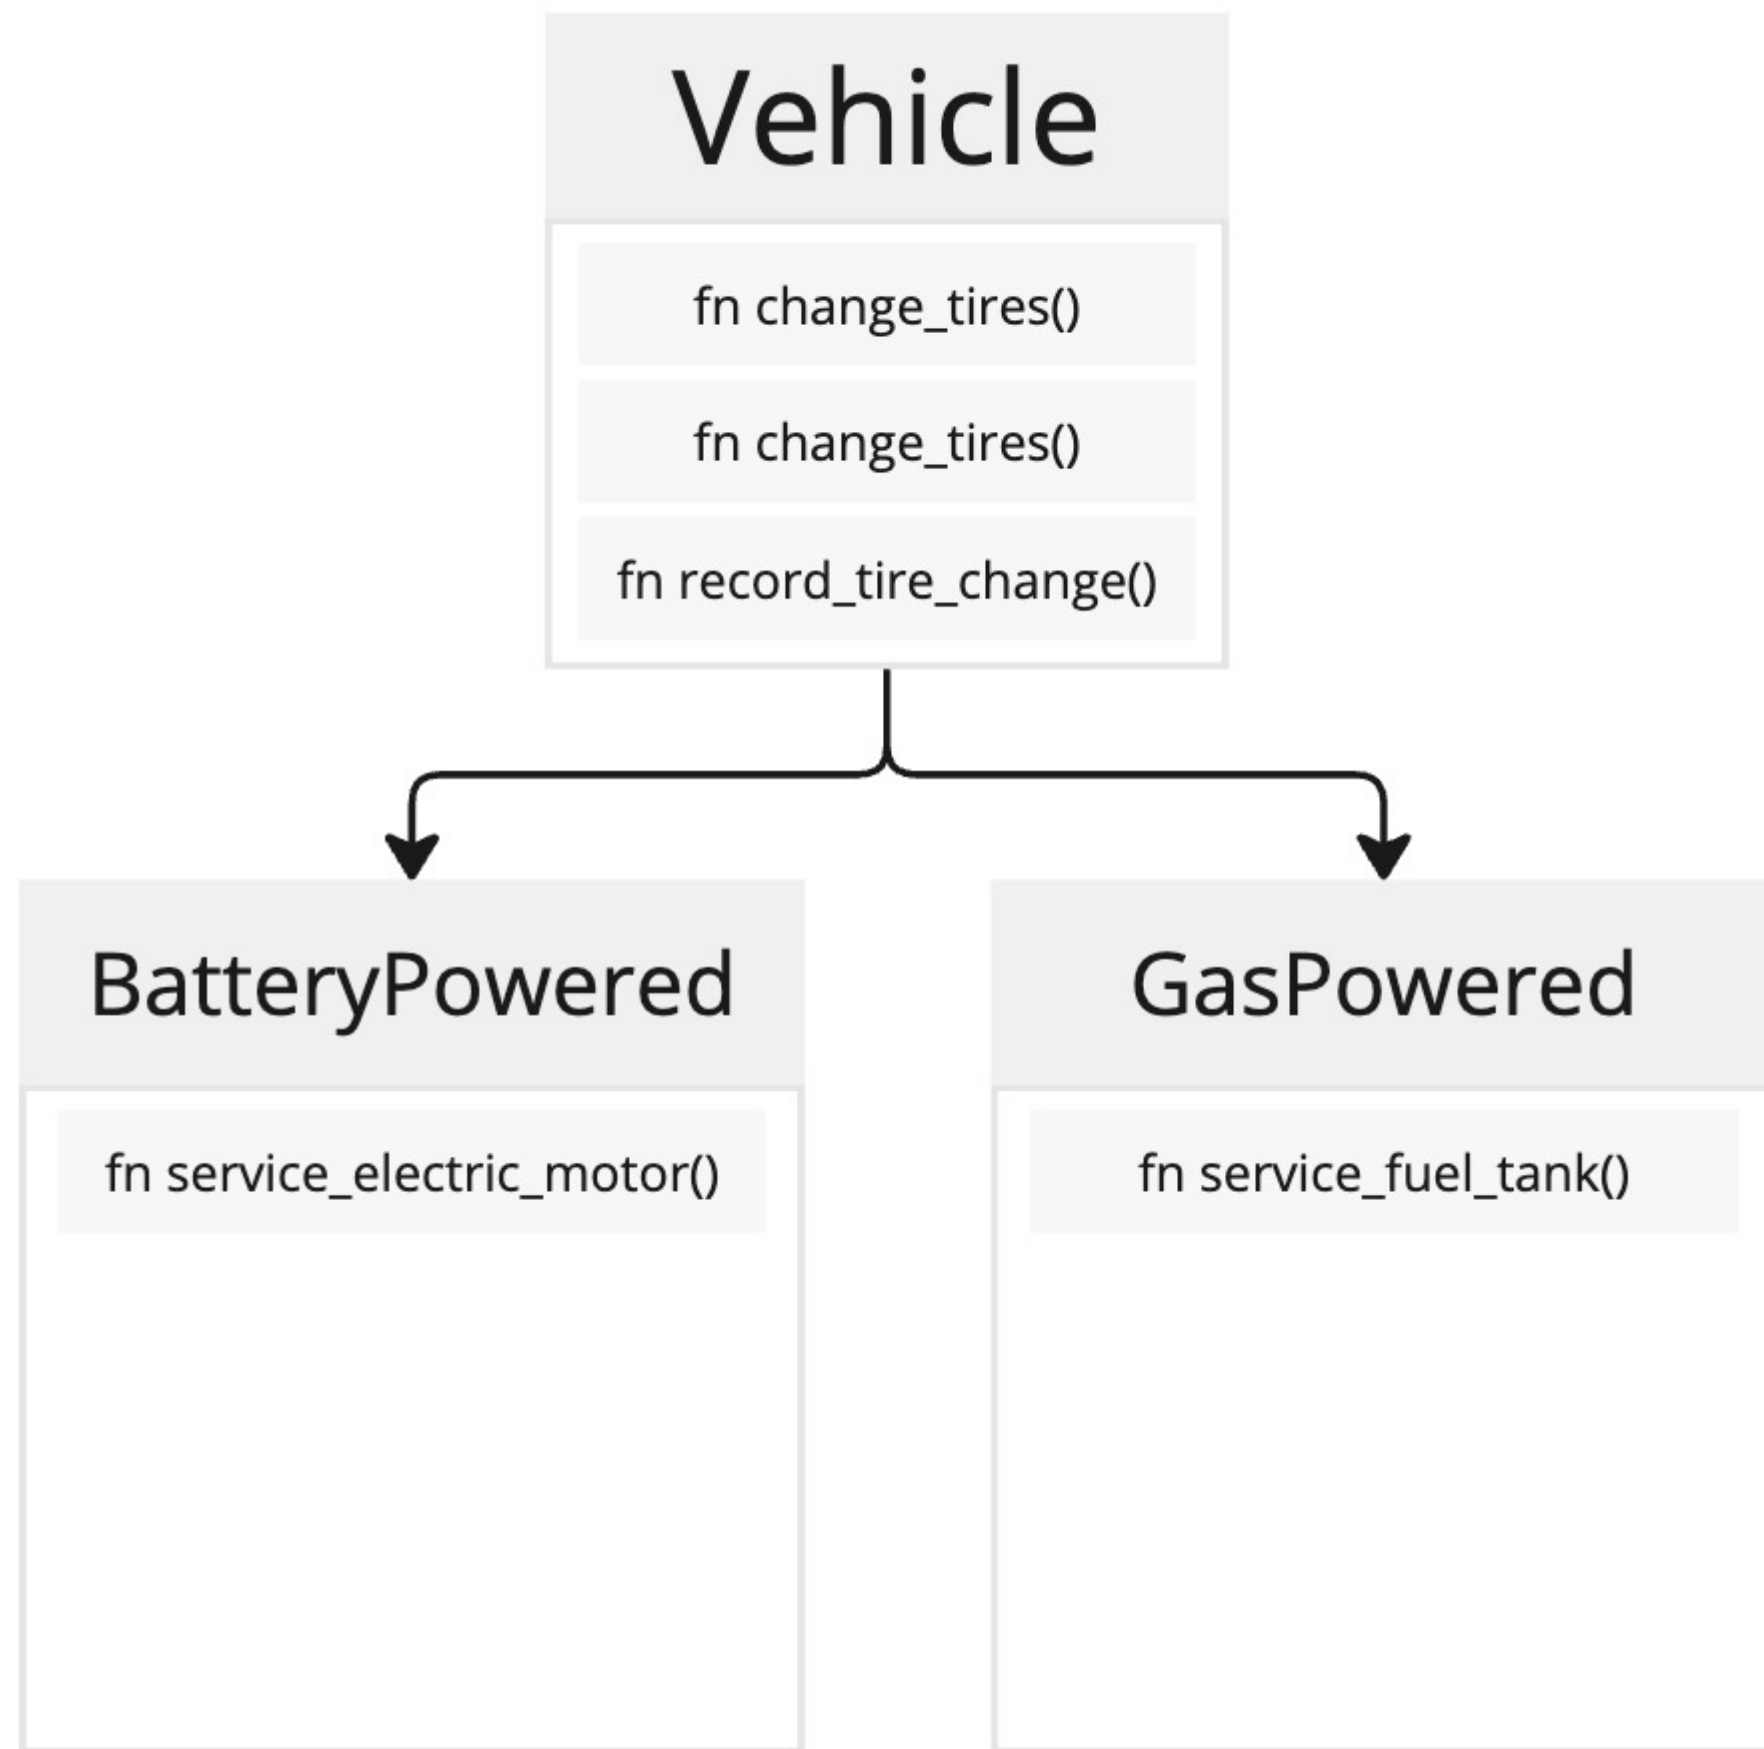 Vehicle
fn change_tires()
fn change_tires()
fn record_tire_change()
BatteryPowered
fn service_electric_motor()
GasPowered
fn service_fuel_tank()